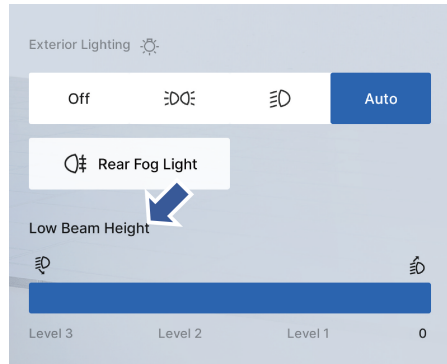 Exterior Lighting
Off
Auto
Rear Fog Light
Low Beam Height
Level 3 Level 2 Level 1 0